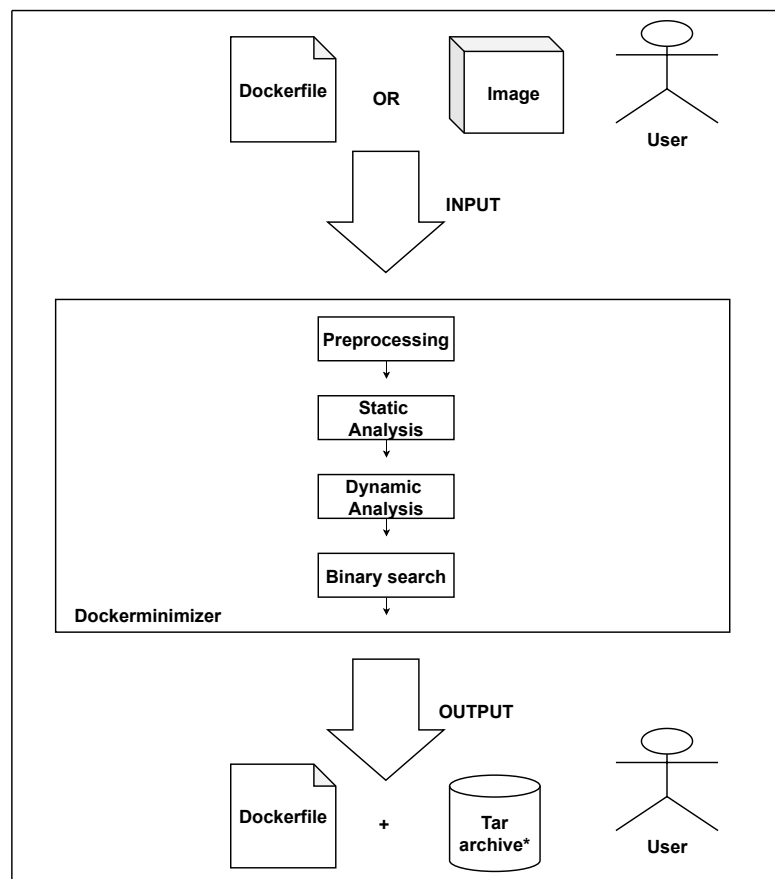 Dockerfile
OR
Image
User
INPUT
Preprocessing
Static
Analysis
Dynamic
Analysis
Binary search
Dockerminimizer
OUTPUT
Dockerfile
+
Tar
archive*
User